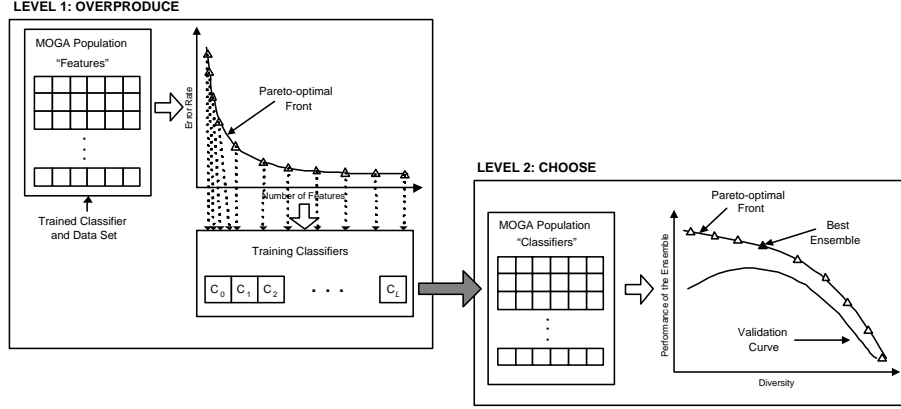 LEVEL 1: OVERPRODUCE
MOGA Population
“Features”
Trained Classifier
and Data Set
Error Rate
Pareto-optimal
Front
Number of Features
Training Classifiers
C0 C1 C2 . . . CL
LEVEL 2: CHOOSE
MOGA Population
“Classifiers”
Performance of the Ensemble
Pareto-optimal
Front
Best
Ensemble
Validation
Curve
Diversity